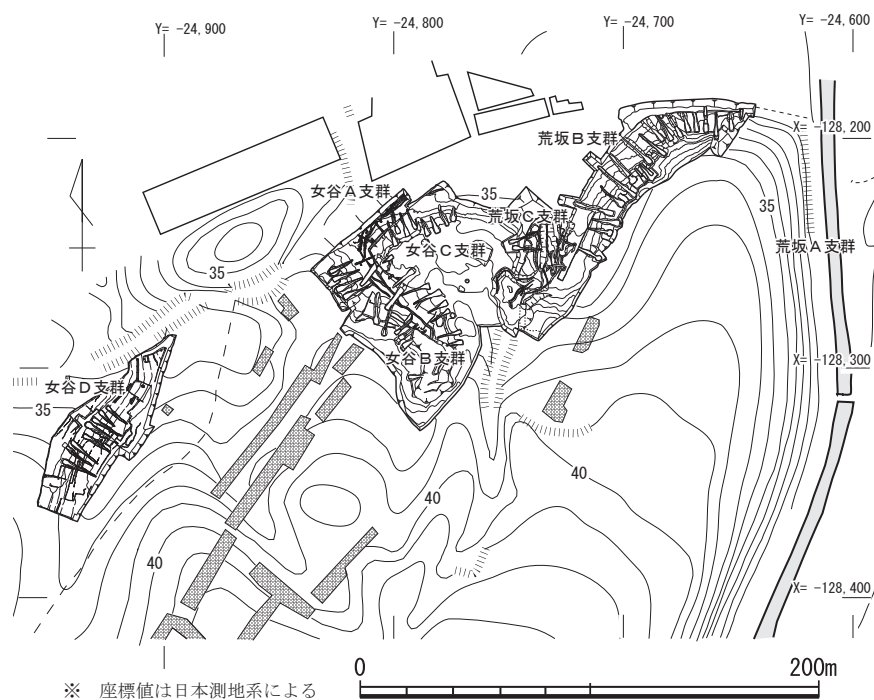 Y= -24,900
Y= -24,800
Y= -24,700
Y= -24,600
X= -128,200
荒坂B支群
女谷A支群
35
荒坂C支群
35
女谷C支群
荒坂A支群
35
X= -128,300
女谷B支群
女谷D支群
35
40
40
40
X= -128,400
0
200m
※ 座標値は日本測地系による